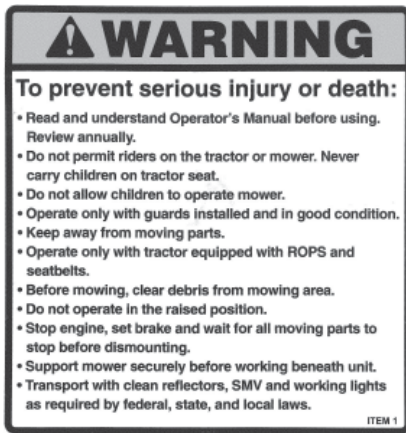 WARNING
To prevent serious injury or death:
• Read and understand Operator's Manual before using.
Review annually.
• Do not permit riders on the tractor or mower. Never
carry children on tractor seat.
• Do not allow children to operate mower.
• Operate only with guards installed and in good condition.
• Keep away from moving parts.
• Operate only with tractor equipped with ROPS and
seatbelts.
• Before mowing, clear debris from mowing area.
• Do not operate in the raised position.
• Stop engine, set brake and wait for all moving parts to
stop before dismounting.
• Support mower securely before working beneath unit.
• Transport with clean reflectors, SMV and working lights
as required by federal, state, and local laws.
ITEM 1